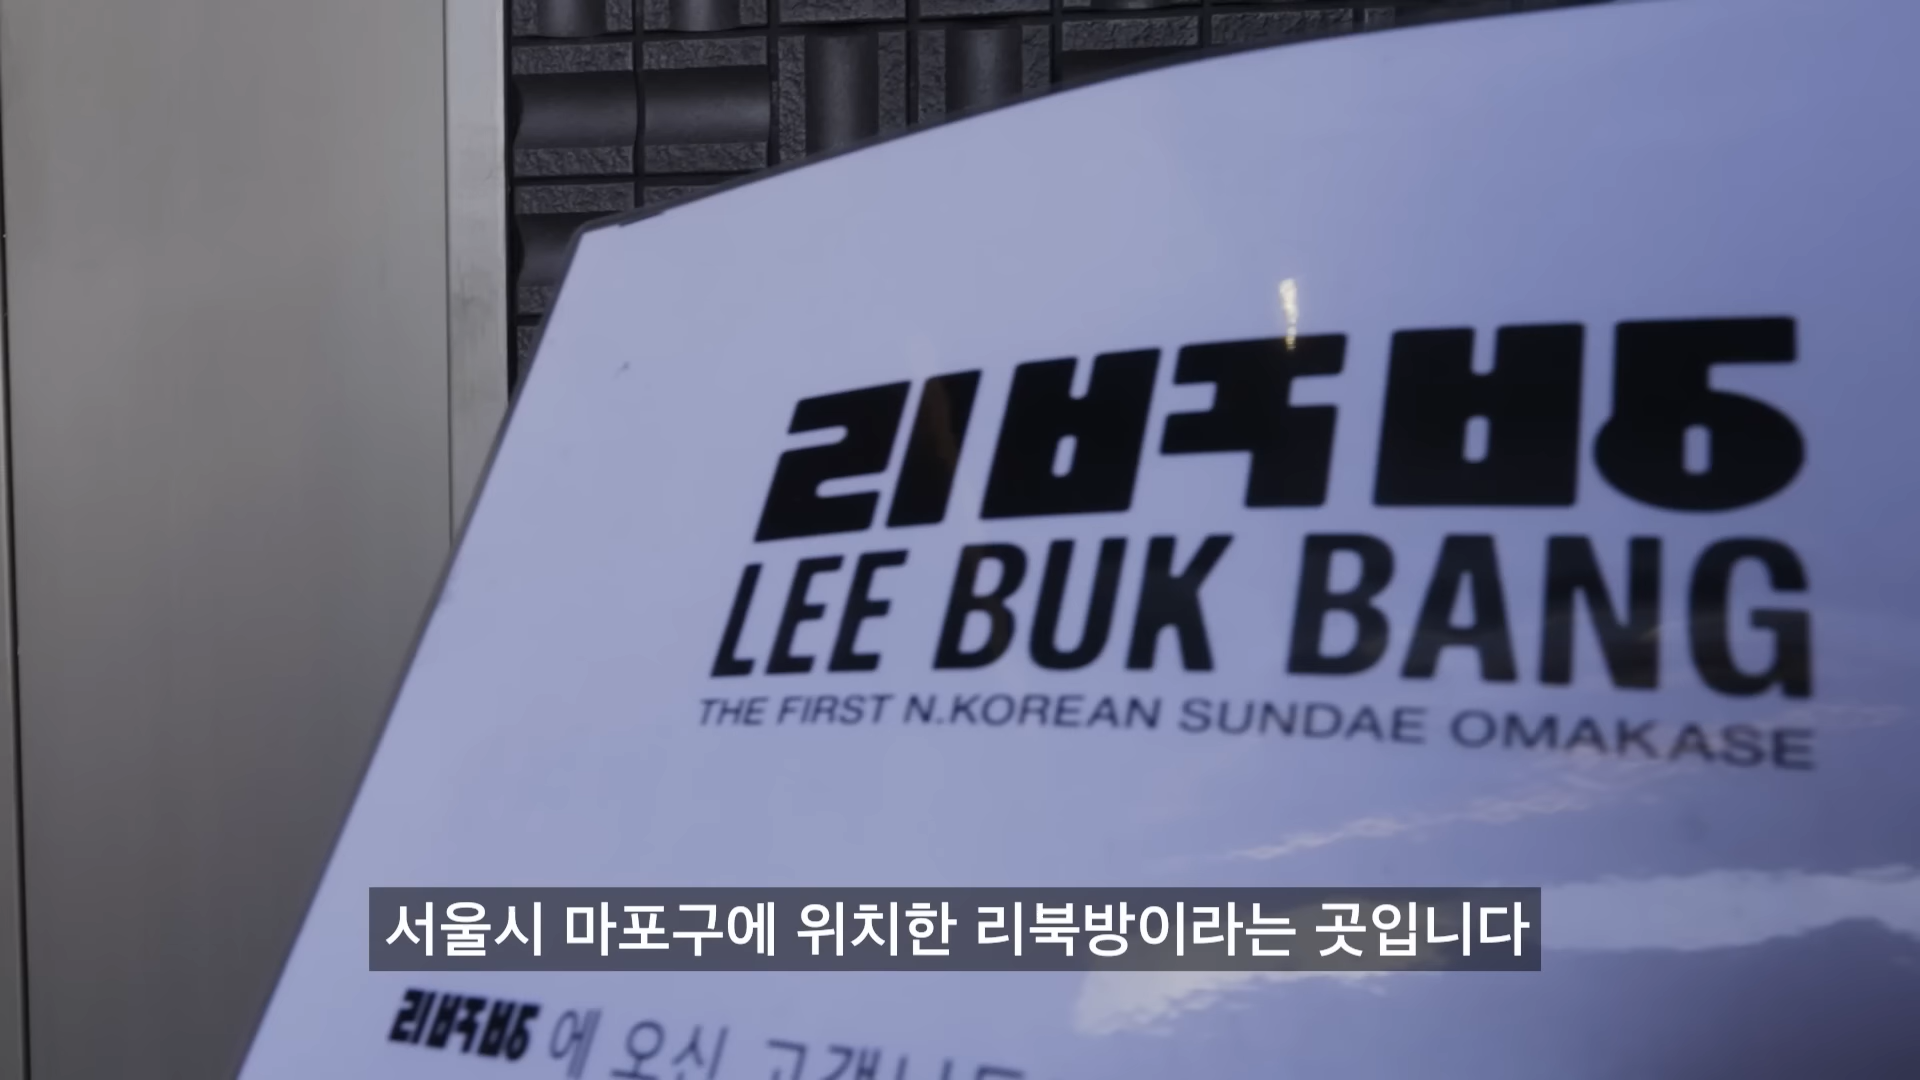 리북방
LEE BUK BANG
THE FIRST N.KOREAN SUNDAE OMAKASE
서울시 마포구에 위치한 리북방이라는 곳입니다
리북방에 오신